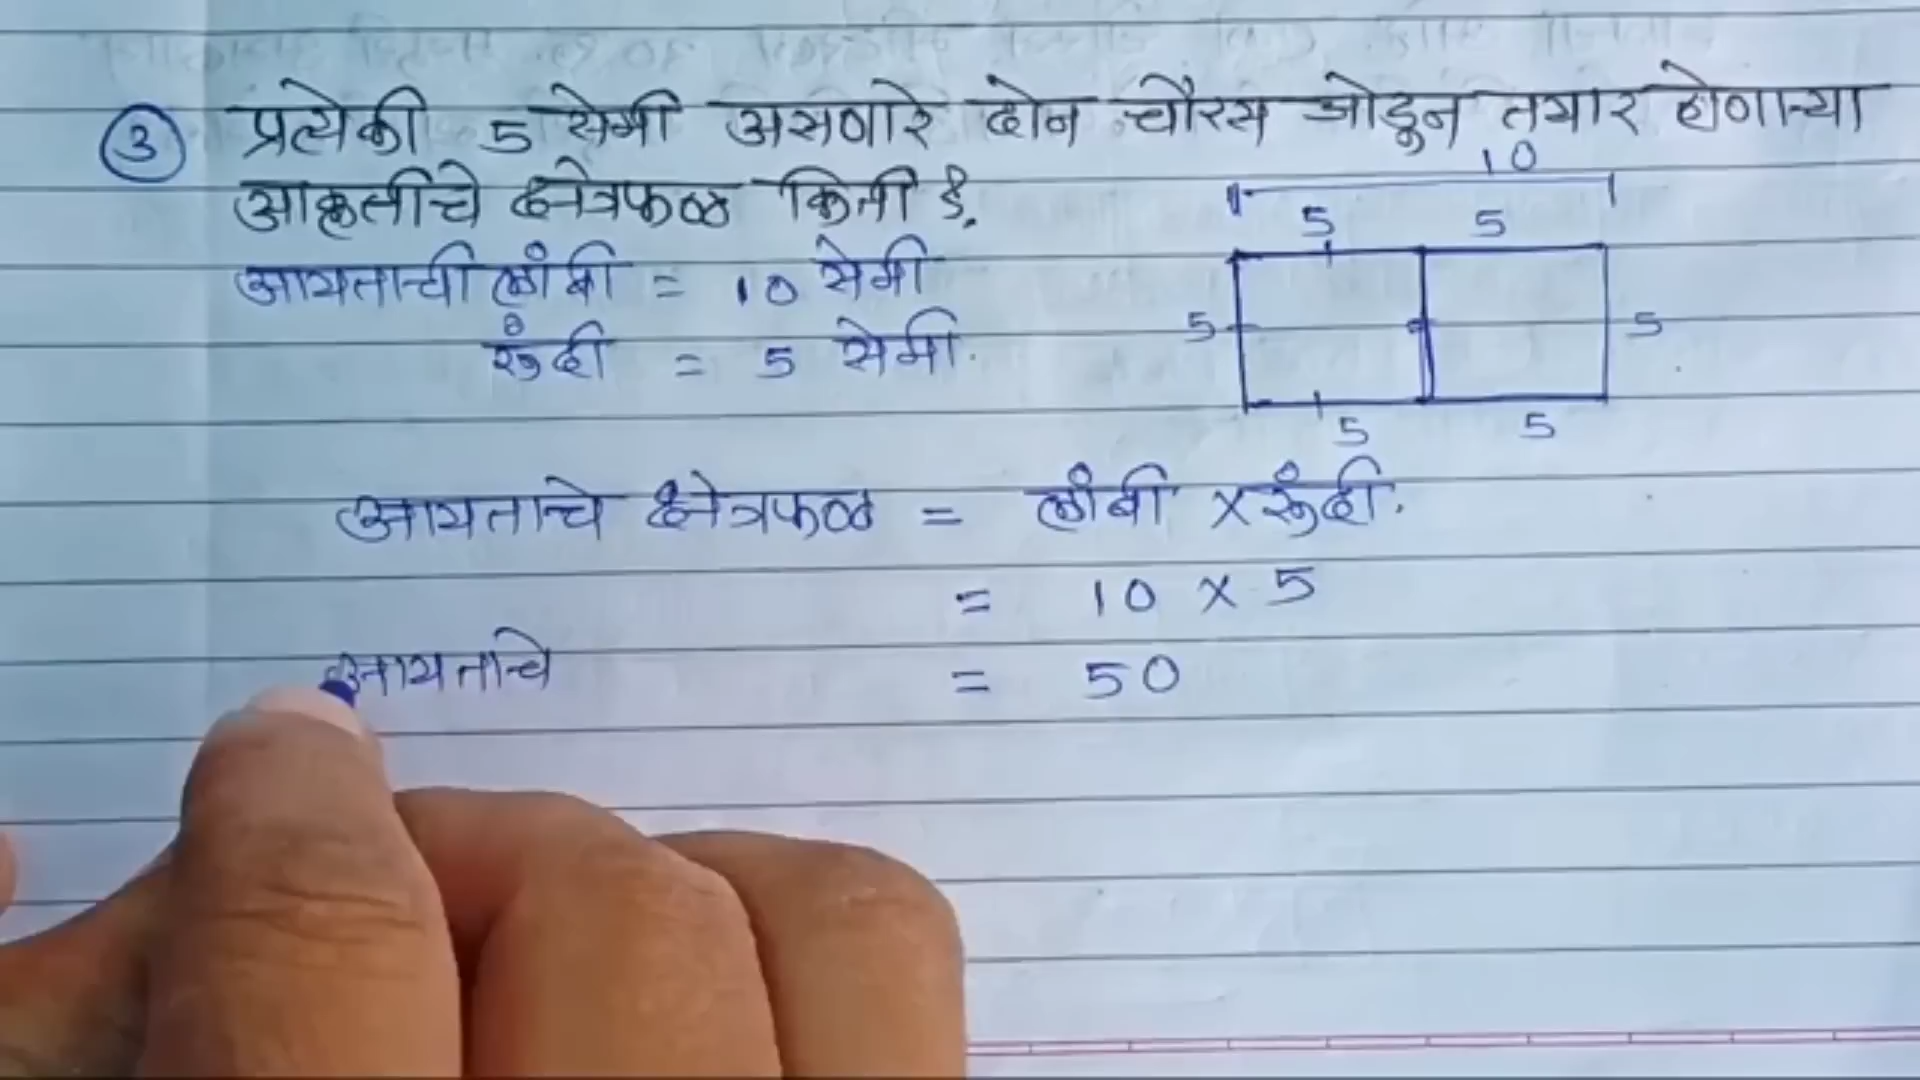 3 प्रत्येकी 5 सेमी असणारे दोन चौरस जोडून तयार होणाऱ्या
आकृतीचे क्षेत्रफळ किती ?
10
5 5
आयताची लांबी = 10 सेमी
रुंदी = 5 सेमी.
5 5
5 5
आयताचे क्षेत्रफळ = लांबी × रुंदी.
= 10 × 5
आयताचे = 50